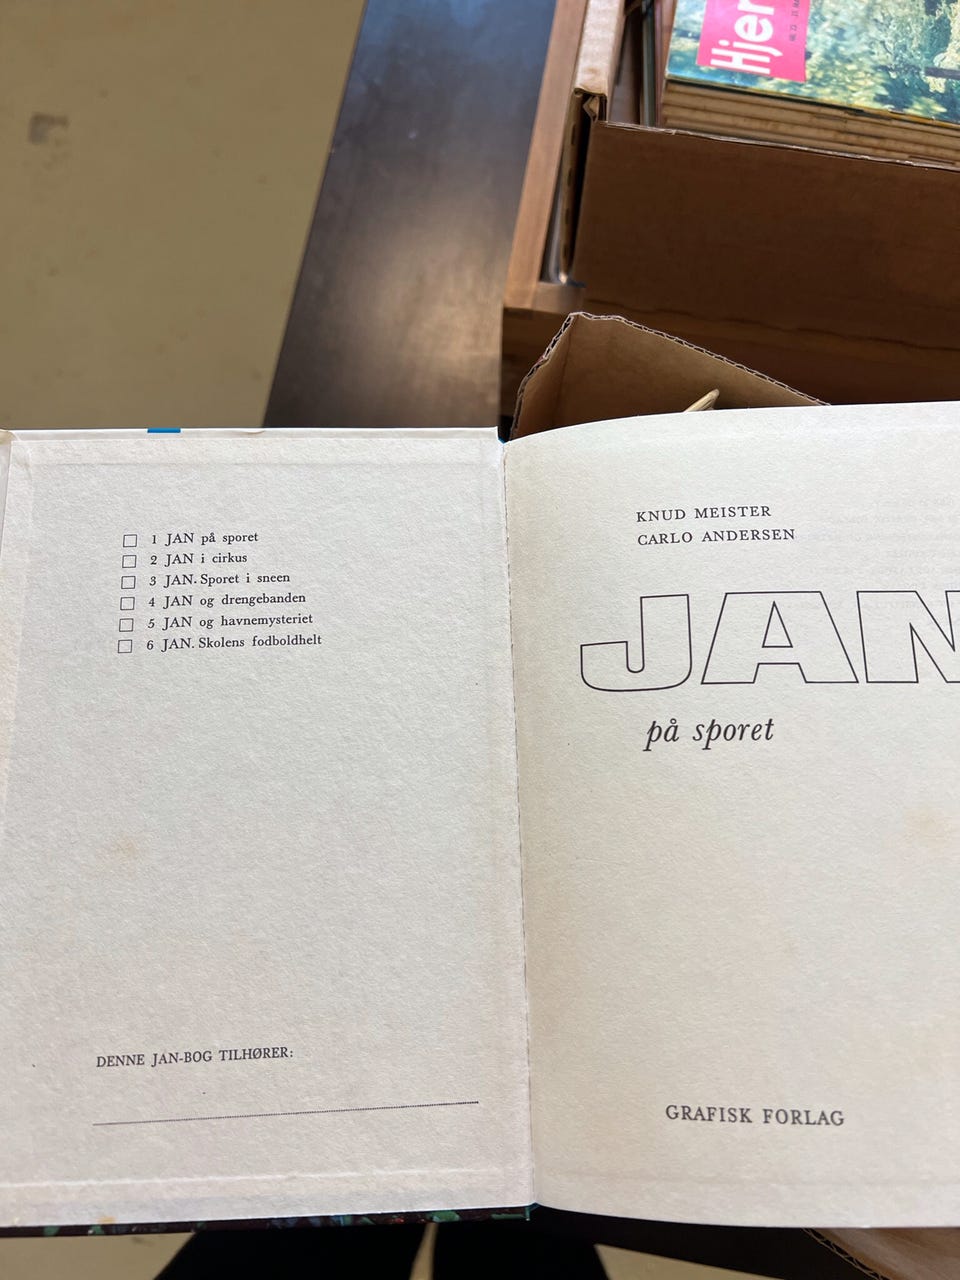 Hjer
☐ 1 JAN på sporet
☐ 2 JAN i cirkus
☐ 3 JAN. Sporet i sneen
☐ 4 JAN og drengebanden
☐ 5 JAN og havnemysteriet
☐ 6 JAN. Skolens fodboldhelt
DENNE JAN-BOG TILHØRER:
KNUD MEISTER
CARLO ANDERSEN
JAN
på sporet
GRAFISK FORLAG